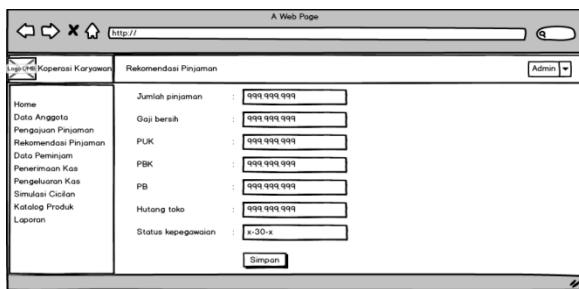 A Web Page
http://
Logo UMB Koperasi Karyawan
Rekomendasi Pinjaman
Admin
Home
Data Anggota
Pengajuan Pinjaman
Rekomendasi Pinjaman
Data Peminjam
Penerimaan Kas
Pengeluaran Kas
Simulasi Cicilan
Katalog Produk
Laporan
Jumlah pinjaman : 999.999.999
Gaji bersih : 999.999.999
PUK : 999.999.999
PBK : 999.999.999
PB : 999.999.999
Hutang toko : 999.999.999
Status kepegawaian : x-30-x
Simpan